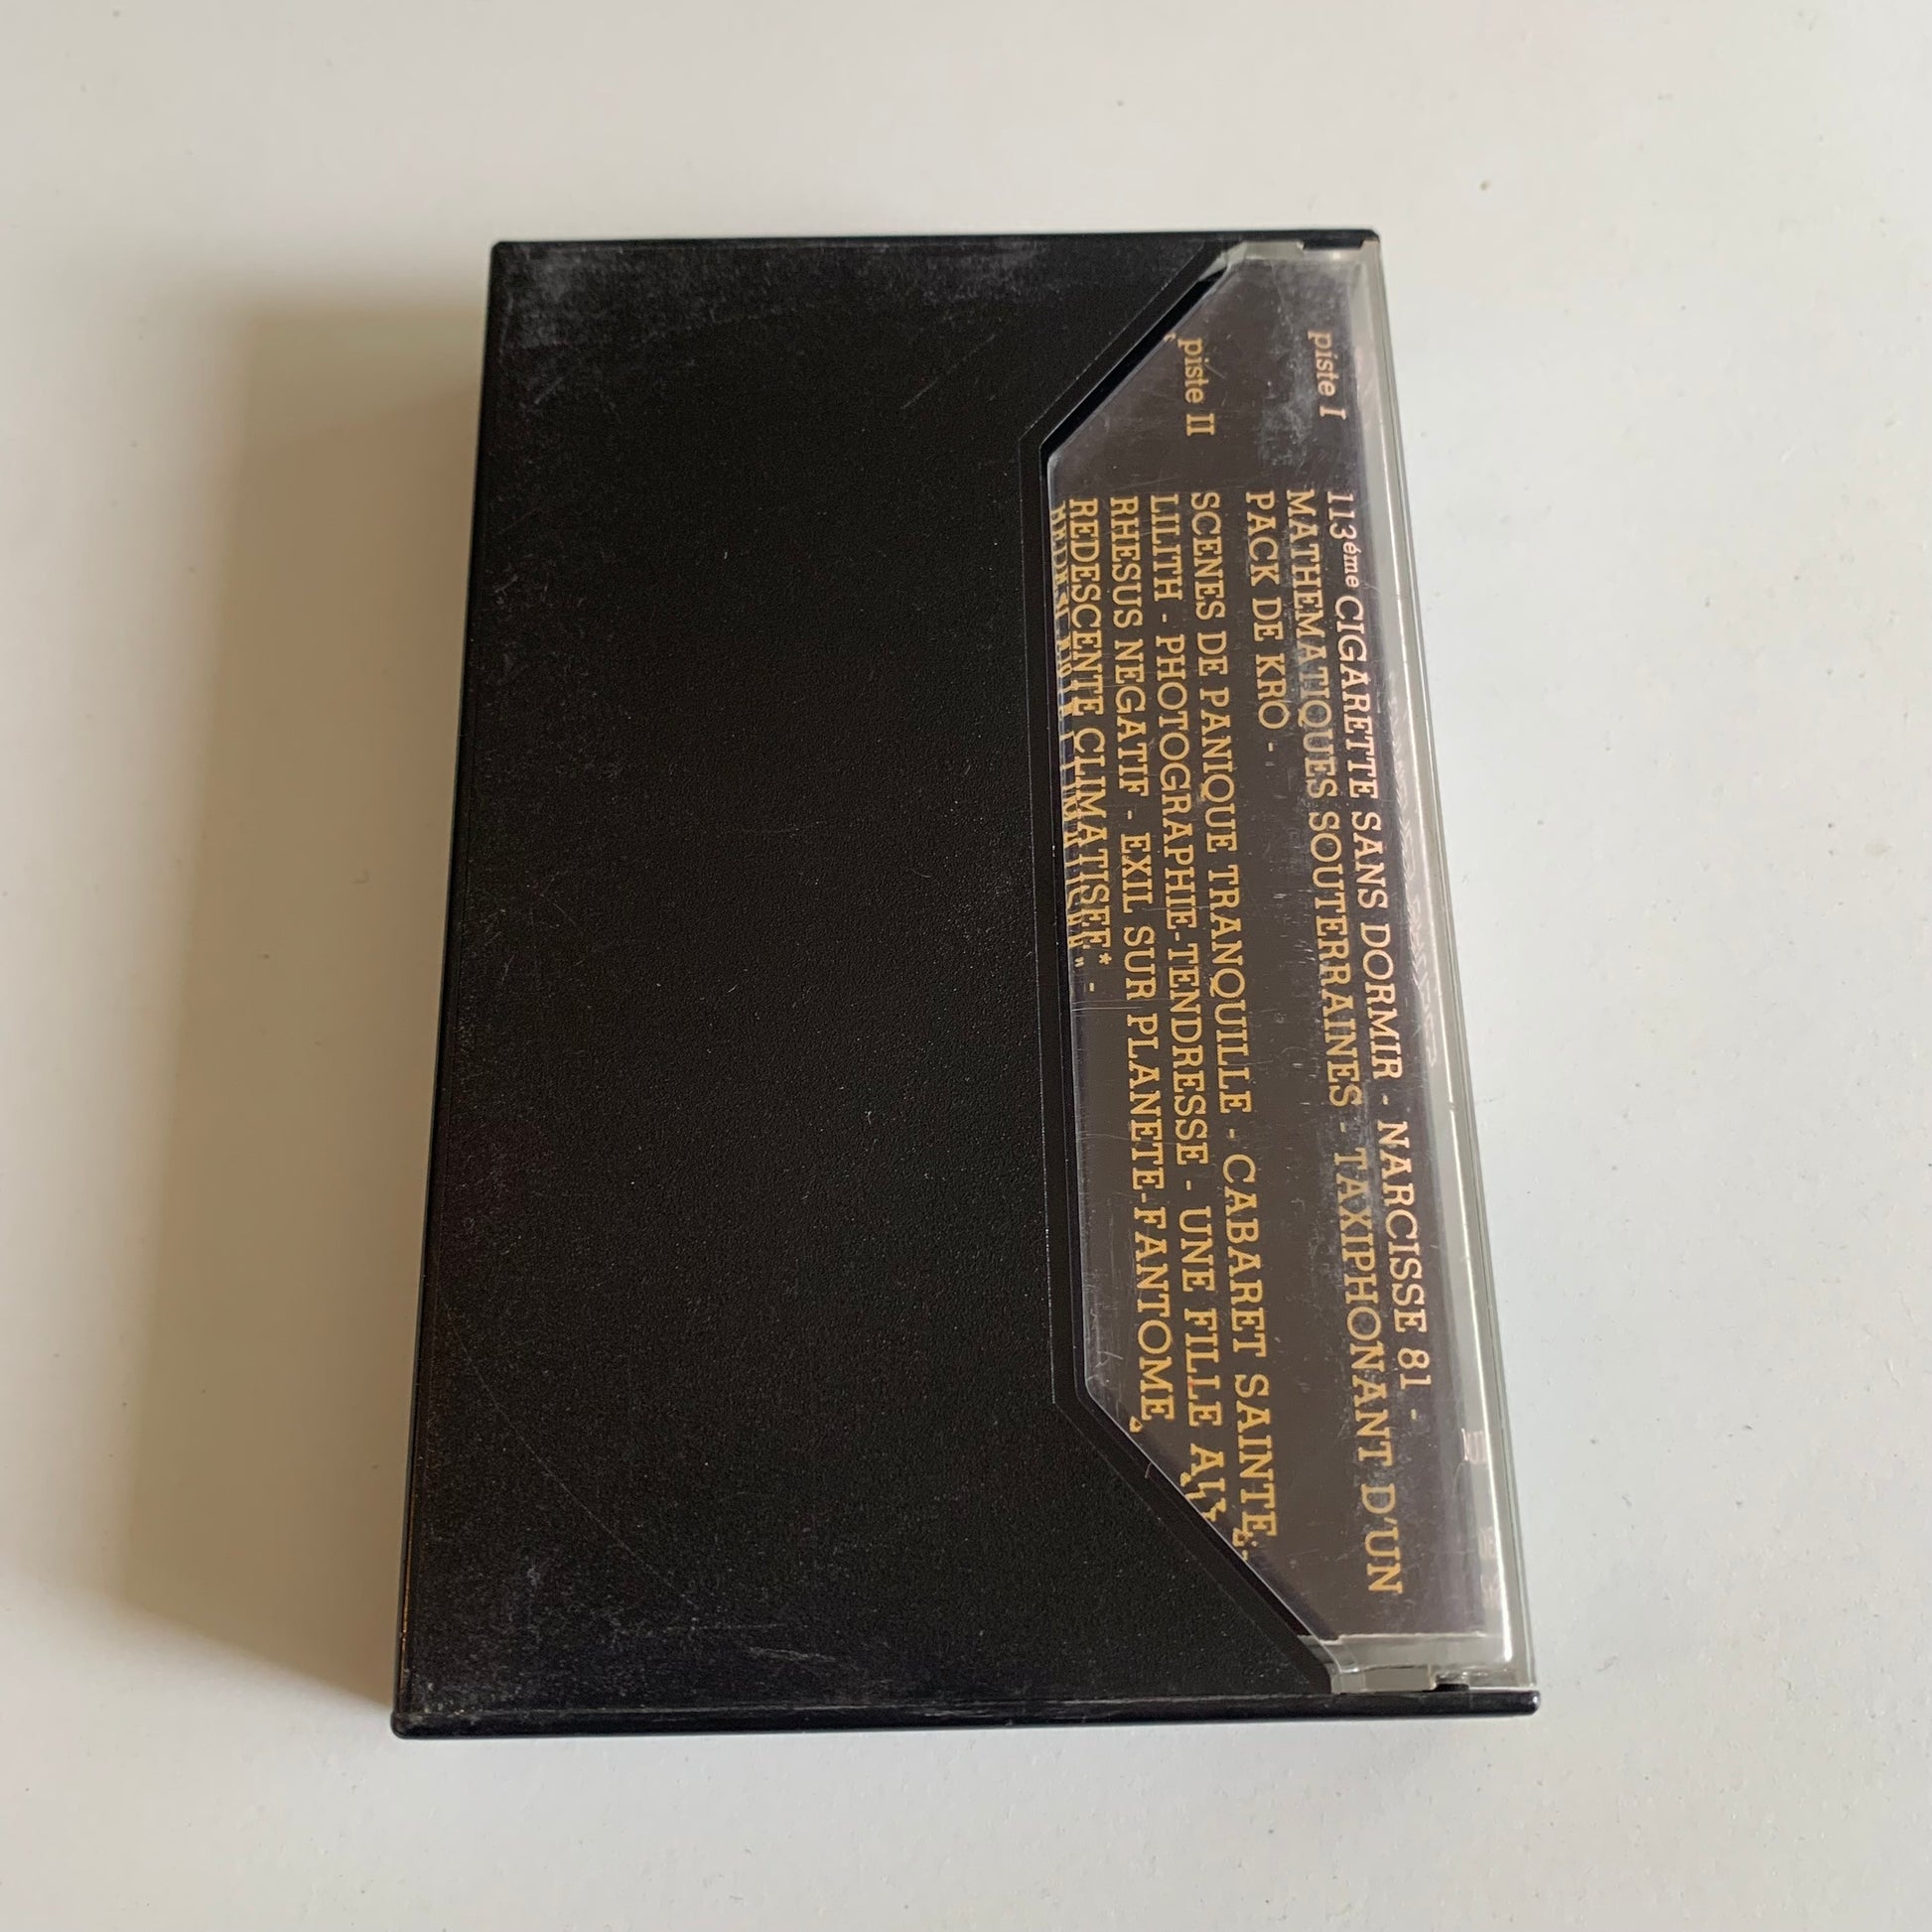 piste I
113éme CIGARETTE SANS DORMIR - NARCISSE 81 -
MATHEMATIQUES SOUTERRAINES - TAXIPHONANT D'UN
PACK DE KRO -
piste II
SCENES DE PANIQUE TRANQUILLE - CABARET SAINTE
LILITH - PHOTOGRAPHIE-TENDRESSE - UNE FILLE
RHESUS NEGATIF - EXIL SUR PLANETE-FANTOME
REDESCENTE CLIMATISEE* -